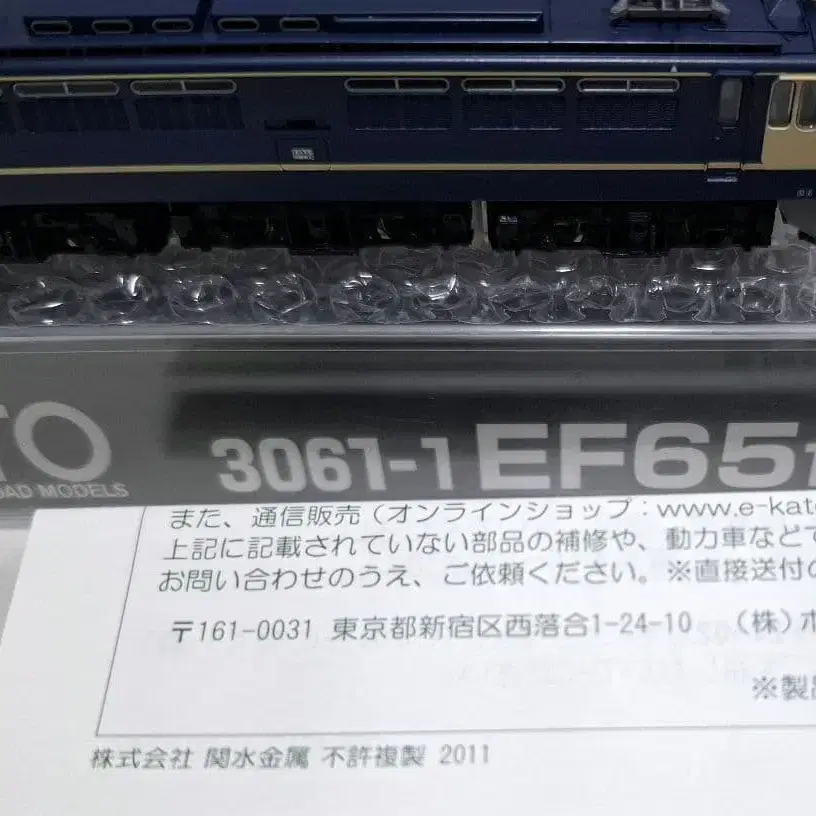 TO
OAD MODELS
3061-1 EF65
また、通信販売(オンラインショップ:www.e-kato
上記に記載されていない部品の補修や、動力車などで
お問い合わせのうえ、ご依頼ください。※直接送付の
〒161-0031 東京都新宿区西落合1-24-10 (株)ホ
※製品
株式会社 関水金属 不許複製 2011